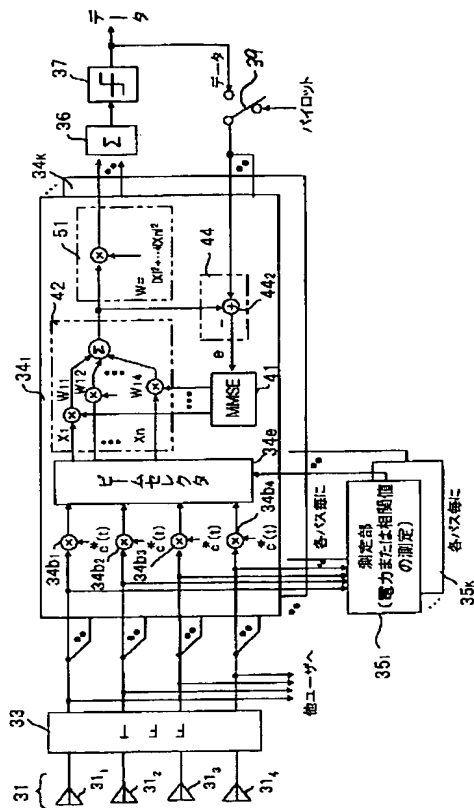 31
31₁
31₂
31₃
31₄
33
FFT
他ユーザへ
34₁
34ₖ
34b₁
34b₂
34b₃
34b₄
c*(t)
c*(t)
c*(t)
c*(t)
ビームセレクタ
34e
各パス毎に
測定部
(電力または相関値
の測定)
35₁
各パス毎に
35ₖ
42
X₁
Xn
W11
W12
W14
Σ
MMSE
41
e
44
44₂
－
+
51
W=
|X₁|²+…+|Xn|²
36
Σ
37
データ
データ
39
パイロット